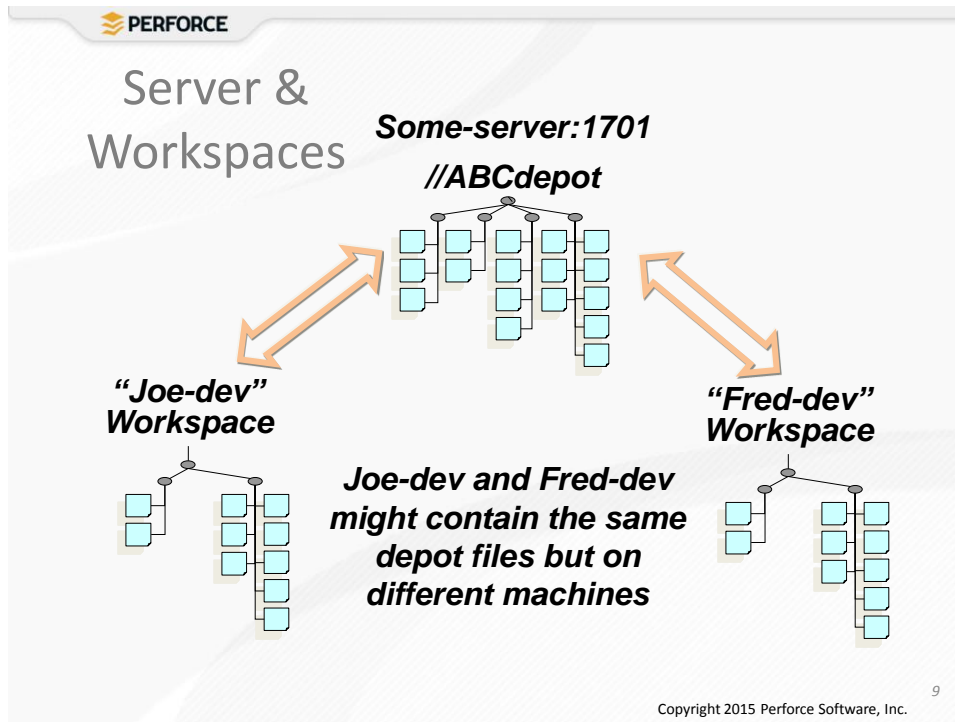 PERFORCE
Server &
Workspaces
Some-server:1701
//ABCdepot
“Joe-dev”
Workspace
“Fred-dev”
Workspace
Joe-dev and Fred-dev
might contain the same
depot files but on
different machines
9
Copyright 2015 Perforce Software, Inc.